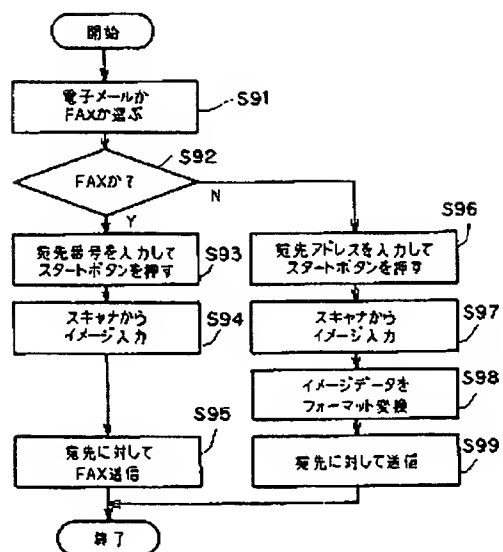 開始
電子メールか
FAXか選ぶ
S91
S92
FAXか?
N
Y
宛先番号を入力して
スタートボタンを押す
S93
スキャナから
イメージ入力
S94
宛先に対して
FAX送信
S95
宛先アドレスを入力して
スタートボタンを押す
S96
スキャナから
イメージ入力
S97
イメージデータを
フォーマット変換
S98
宛先に対して送信
S99
終了